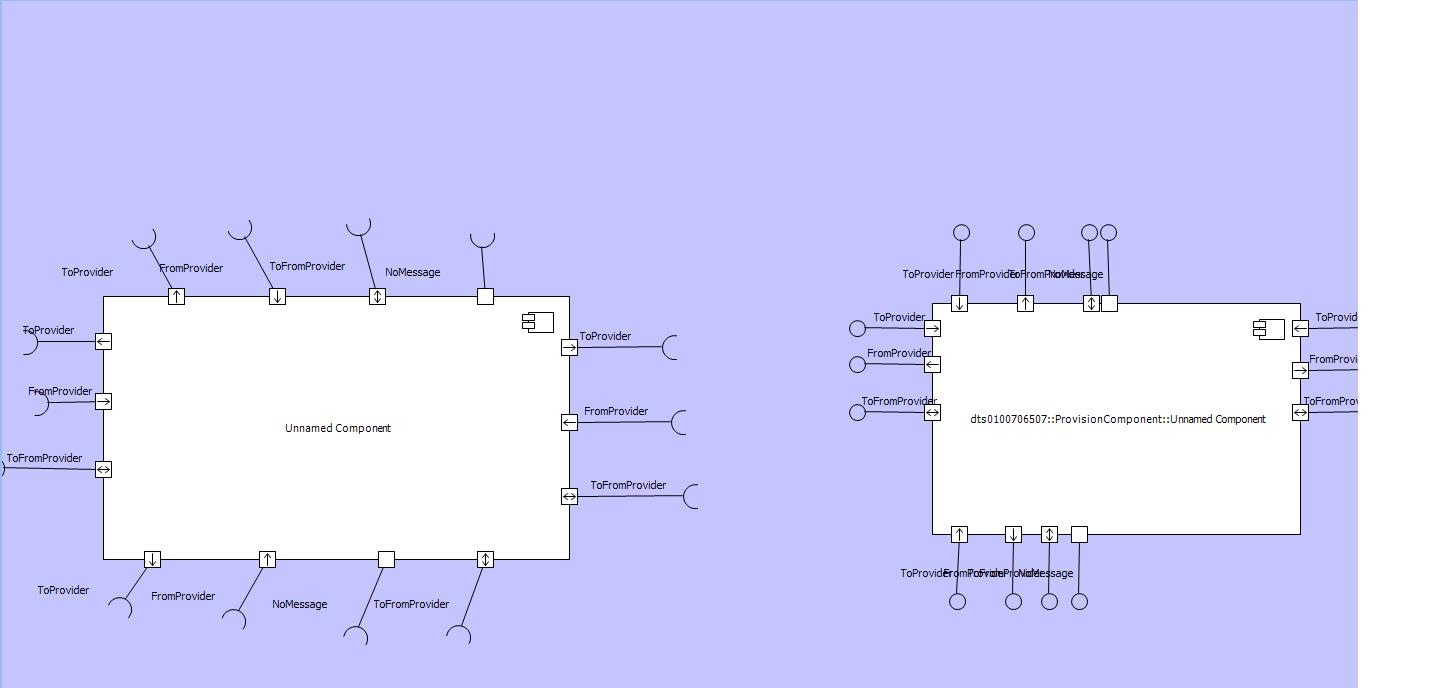 ToProvider
FromProvider
ToFromProvider
NoMessage
ToProvider
FromProvider
ToFromProvider
ToProvider
FromProvider
ToFromProvider
Unnamed Component
ToProvider
FromProvider
NoMessage
ToFromProvider
ToProvider
FromProvider
ToFromProvider
NoMessage
ToProvider
FromProvider
ToFromProvider
ToProvid
FromProvi
ToFromProv
dts0100706507::ProvisionComponent::Unnamed Component
ToProvider
FromProvider
ToFromProvider
NoMessage